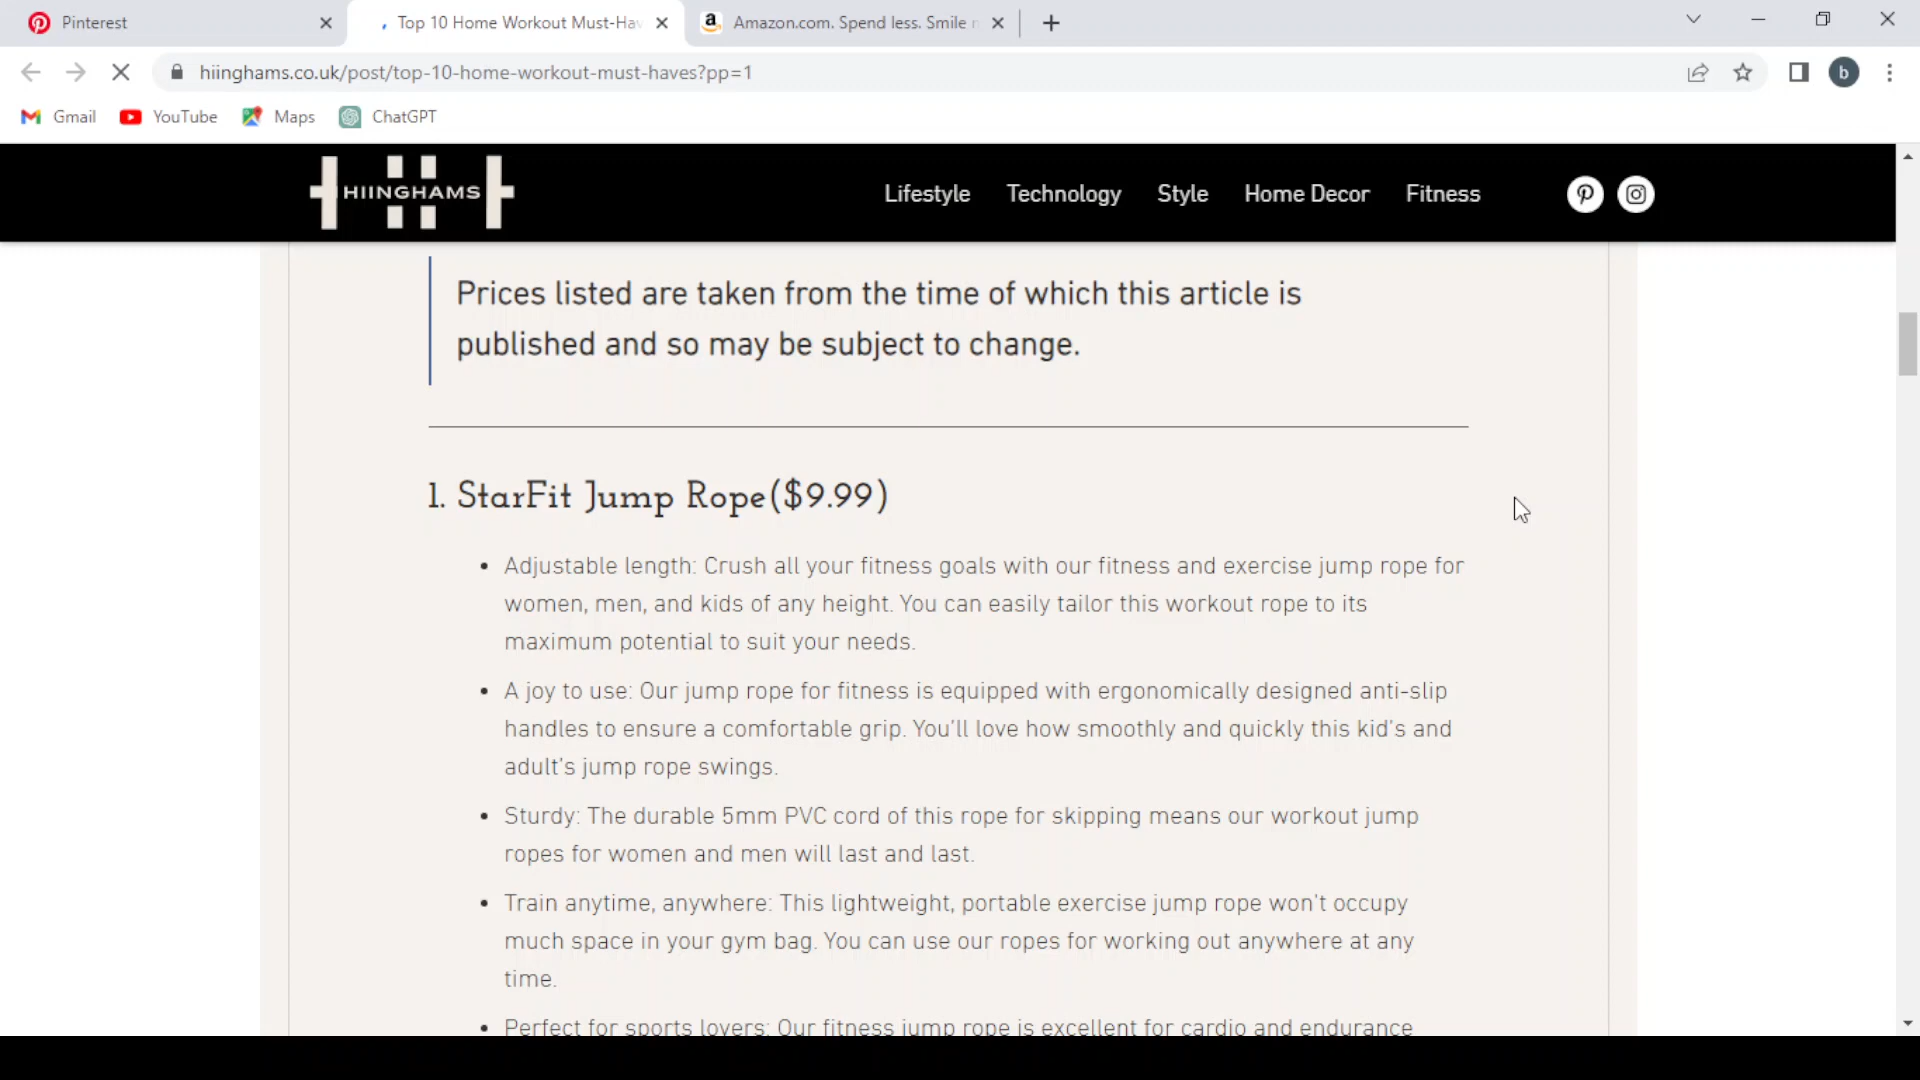 Pinterest
Top 10 Home Workout Must-Hav
Amazon.com. Spend less. Smile
hiinghams.co.uk/post/top-10-home-workout-must-haves?pp=1
b
Gmail
YouTube
Maps
ChatGPT
HIINGHAMS
Lifestyle
Technology
Style
Home Decor
Fitness
Prices listed are taken from the time of which this article is
published and so may be subject to change.
1. StarFit Jump Rope($9.99)
• Adjustable length: Crush all your fitness goals with our fitness and exercise jump rope for
women, men, and kids of any height. You can easily tailor this workout rope to its
maximum potential to suit your needs.
• A joy to use: Our jump rope for fitness is equipped with ergonomically designed anti-slip
handles to ensure a comfortable grip. You'll love how smoothly and quickly this kid's and
adult's jump rope swings.
• Sturdy: The durable 5mm PVC cord of this rope for skipping means our workout jump
ropes for women and men will last and last.
• Train anytime, anywhere: This lightweight, portable exercise jump rope won't occupy
much space in your gym bag. You can use our ropes for working out anywhere at any
time.
• Perfect for sports lovers: Our fitness jump rope is excellent for cardio and endurance